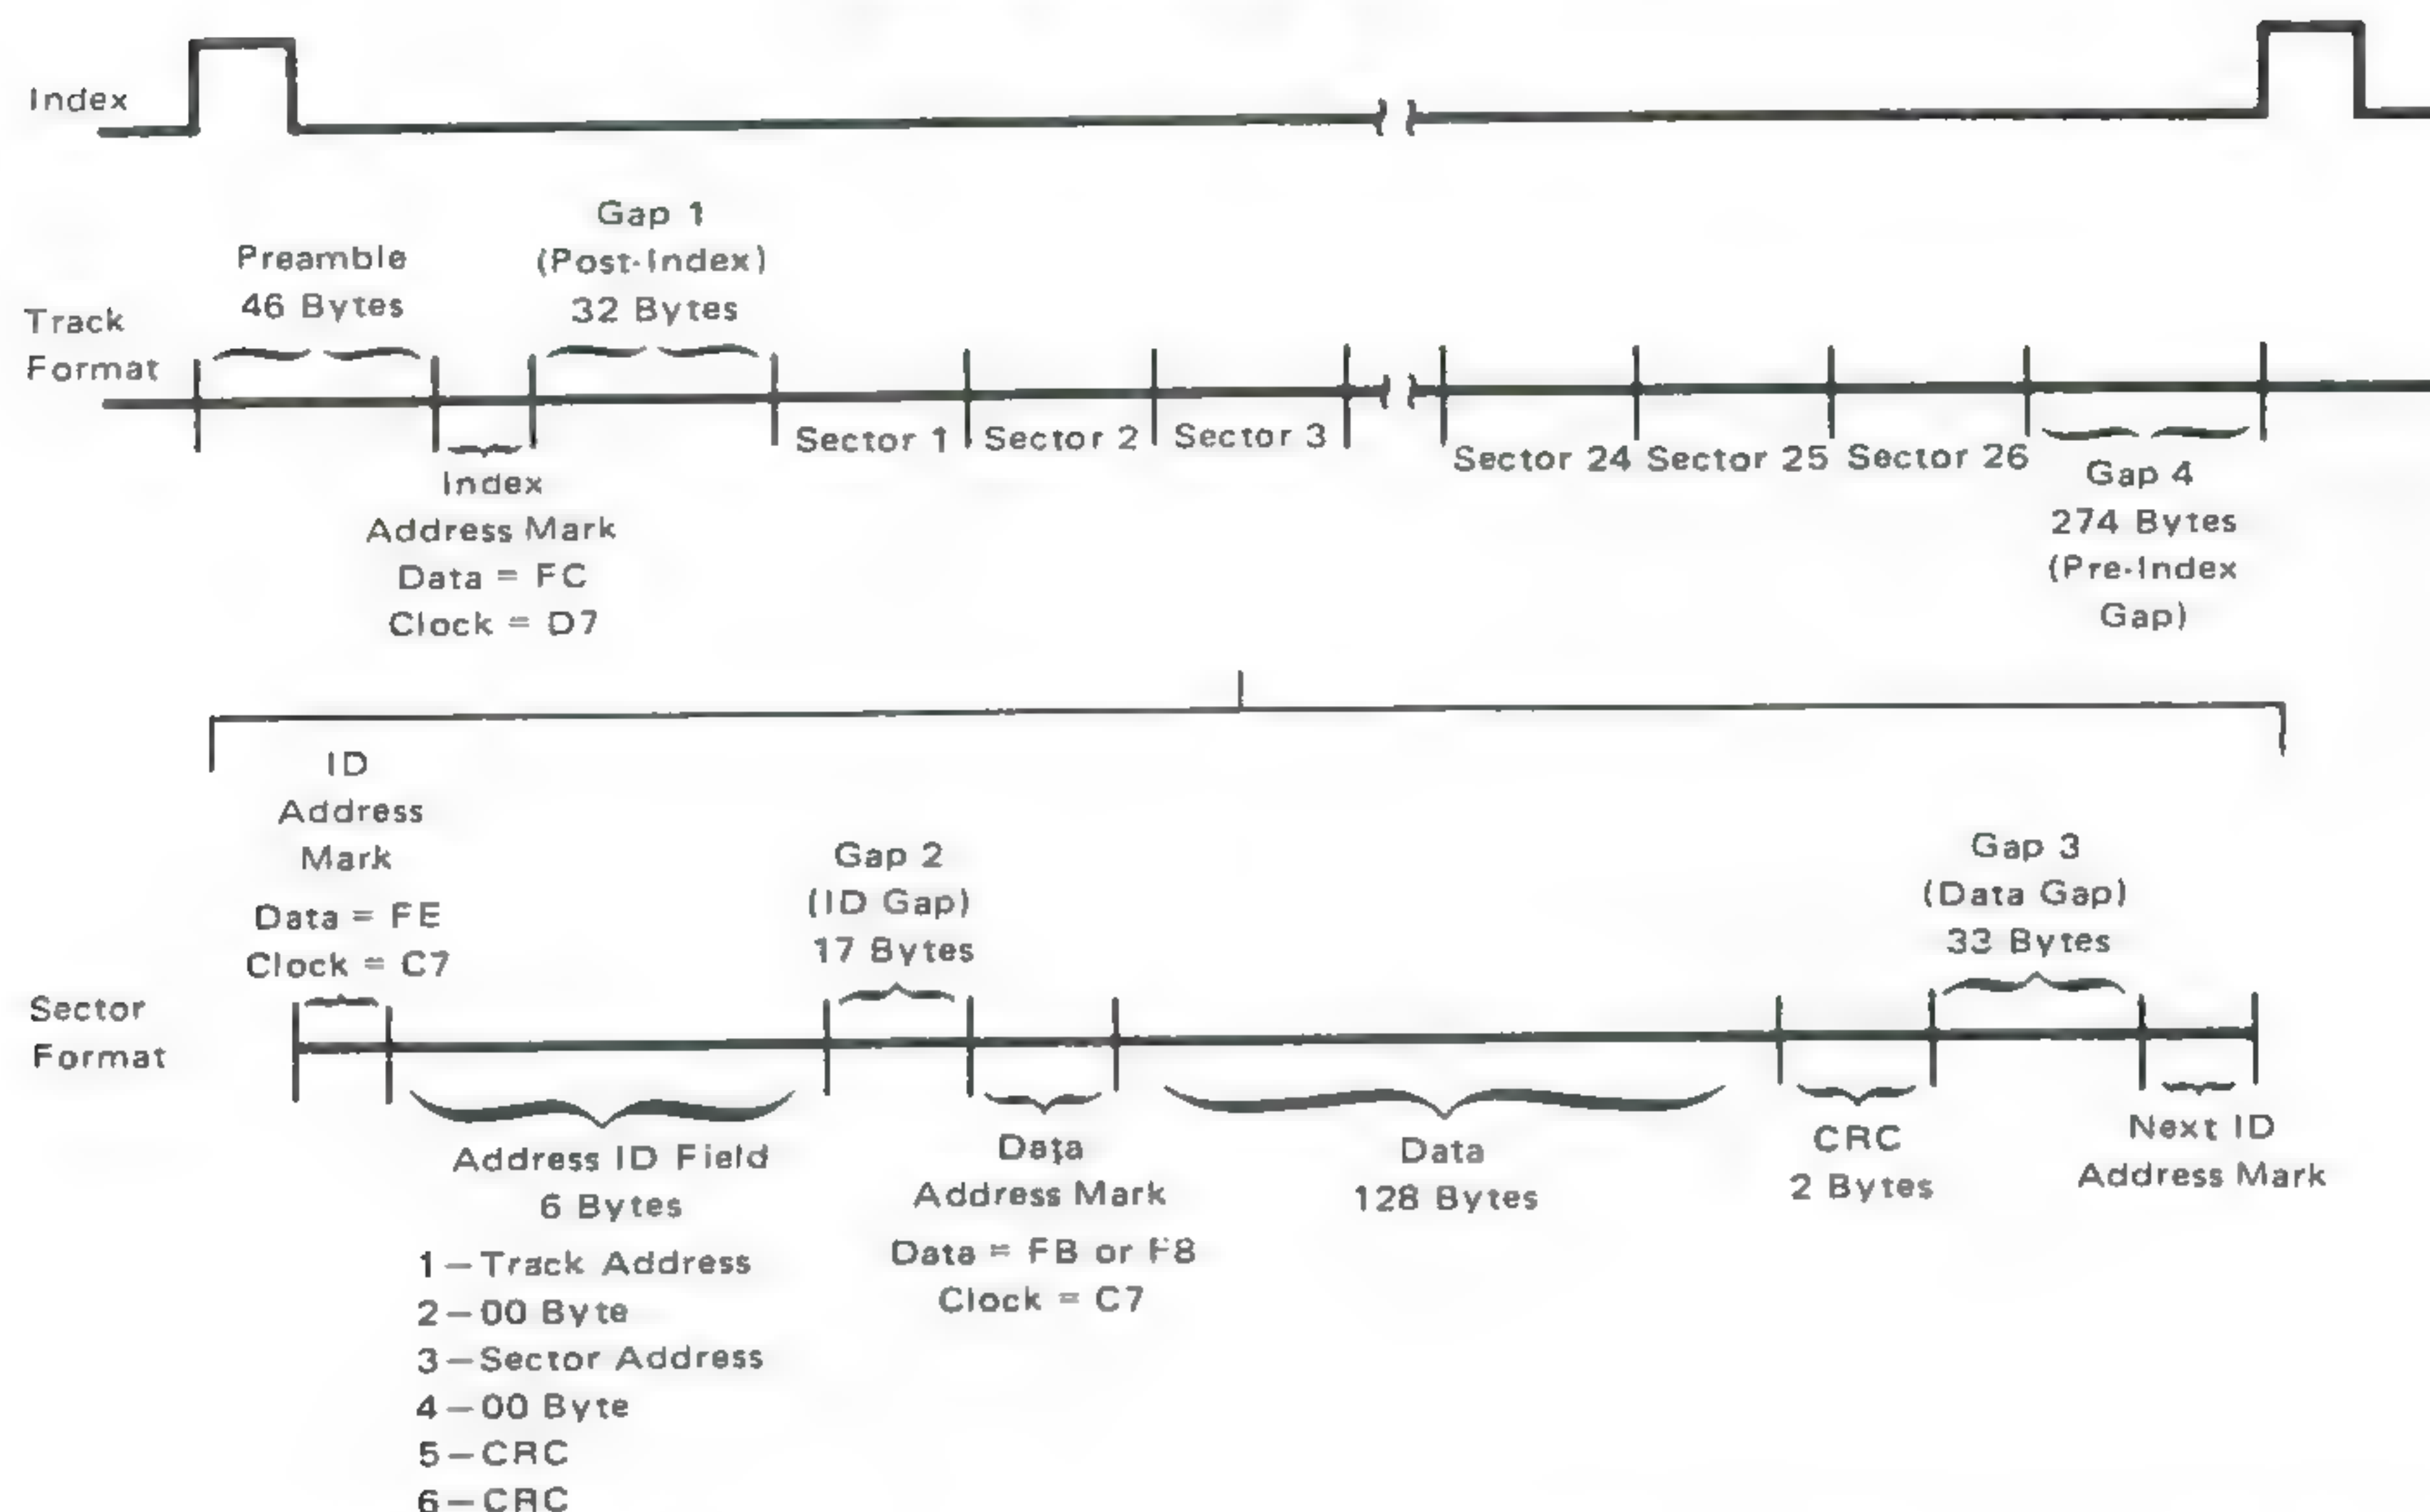 Index
Preamble
46 Bytes
Gap 1
(Post-Index)
32 Bytes
Track
Format
Sector 1
Sector 2
Sector 3
Sector 24
Sector 25
Sector 26
Index
Address Mark
Data = FC
Clock = D7
Gap 4
274 Bytes
(Pre-Index
Gap)
ID
Address
Mark
Data = FE
Clock = C7
Gap 2
(ID Gap)
17 Bytes
Gap 3
(Data Gap)
33 Bytes
Sector
Format
Address ID Field
6 Bytes
1—Track Address
2—00 Byte
3—Sector Address
4—00 Byte
5—CRC
6—CRC
Data
Address Mark
Data = FB or F8
Clock = C7
Data
128 Bytes
CRC
2 Bytes
Next ID
Address Mark